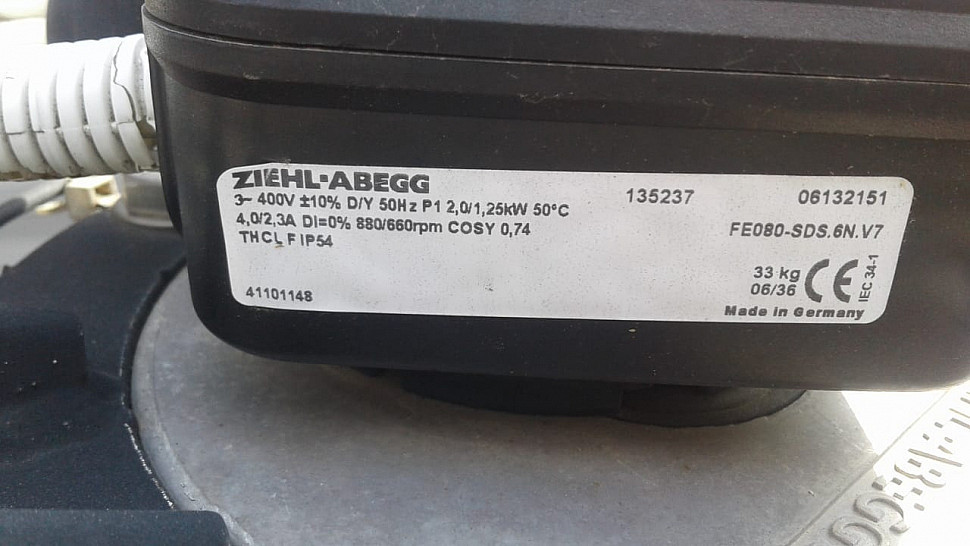 ZIEHL-ABEGG
3~ 400V ±10% D/Y 50Hz P1 2,0/1,25kW 50°C
4,0/2,3A DI=0% 880/660rpm COSY 0,74
THCL F IP54
41101148
135237
06132151
FE080-SDS.6N.V7
33 kg
06/36
CE
IEC 34-1
Made in Germany